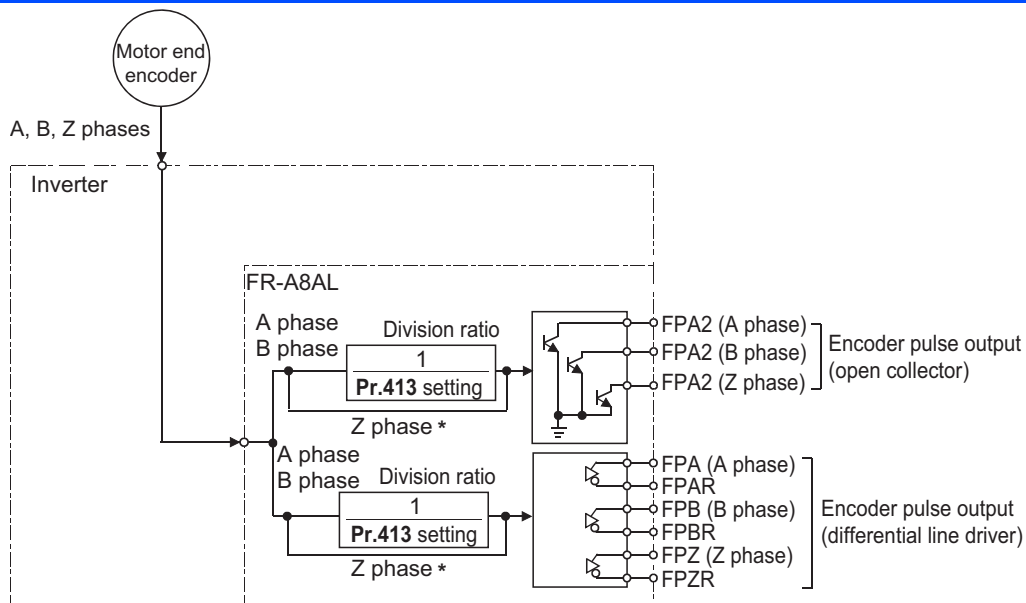 Motor end
encoder
A, B, Z phases
Inverter
FR-A8AL
A phase
B phase
Division ratio
1
Pr.413 setting
Z phase *
FPA2 (A phase)
FPA2 (B phase)
FPA2 (Z phase)
Encoder pulse output
(open collector)
A phase
B phase
Division ratio
1
Pr.413 setting
Z phase *
FPA (A phase)
FPAR
FPB (B phase)
FPBR
FPZ (Z phase)
FPZR
Encoder pulse output
(differential line driver)